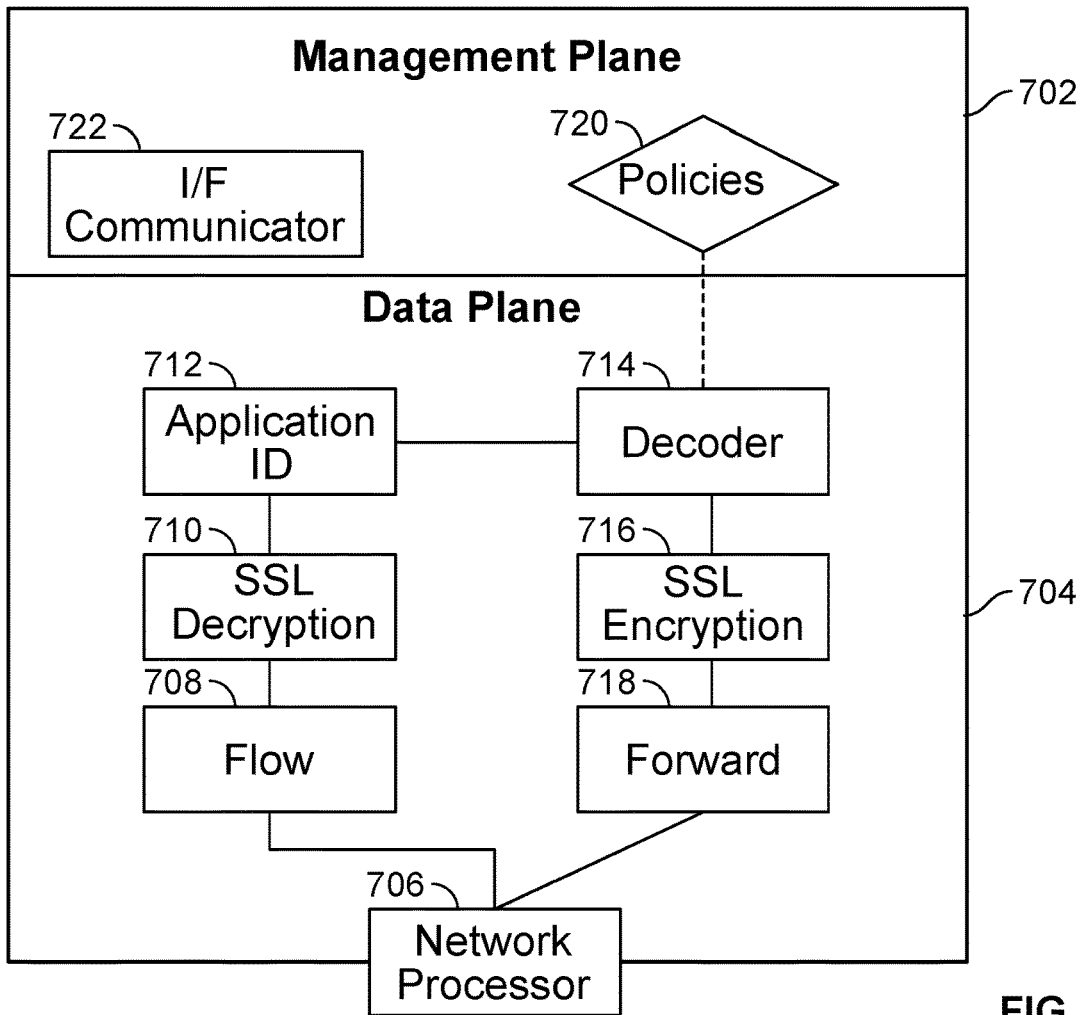 Management Plane
702
722
720
I/F
Communicator
Policies
Data Plane
712
714
Application
ID
Decoder
710
716
SSL
Decryption
SSL
Encryption
704
708
718
Flow
Forward
706
Network
Processor
FIG